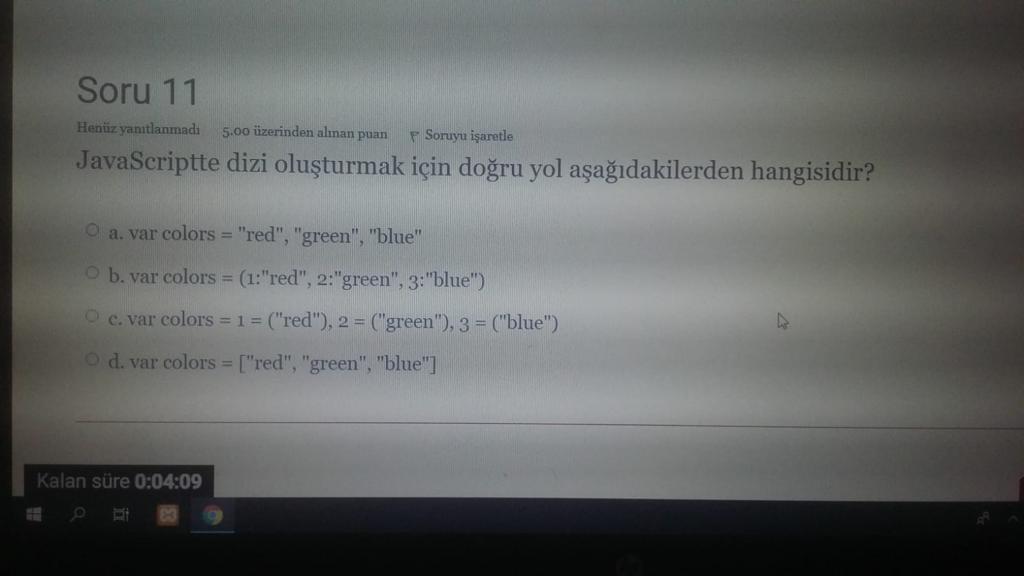 Soru 11
Henüz yanıtlanmadı 5.00 üzerinden alınan puan Soruyu işaretle
JavaScriptte dizi oluşturmak için doğru yol aşağıdakilerden hangisidir?
a. var colors = "red", "green", "blue"
b. var colors = (1:"red", 2:"green", 3:"blue")
c. var colors = 1 = ("red"), 2 = ("green"), 3 = ("blue")
d. var colors = ["red", "green", "blue"]
Kalan süre 0:04:09